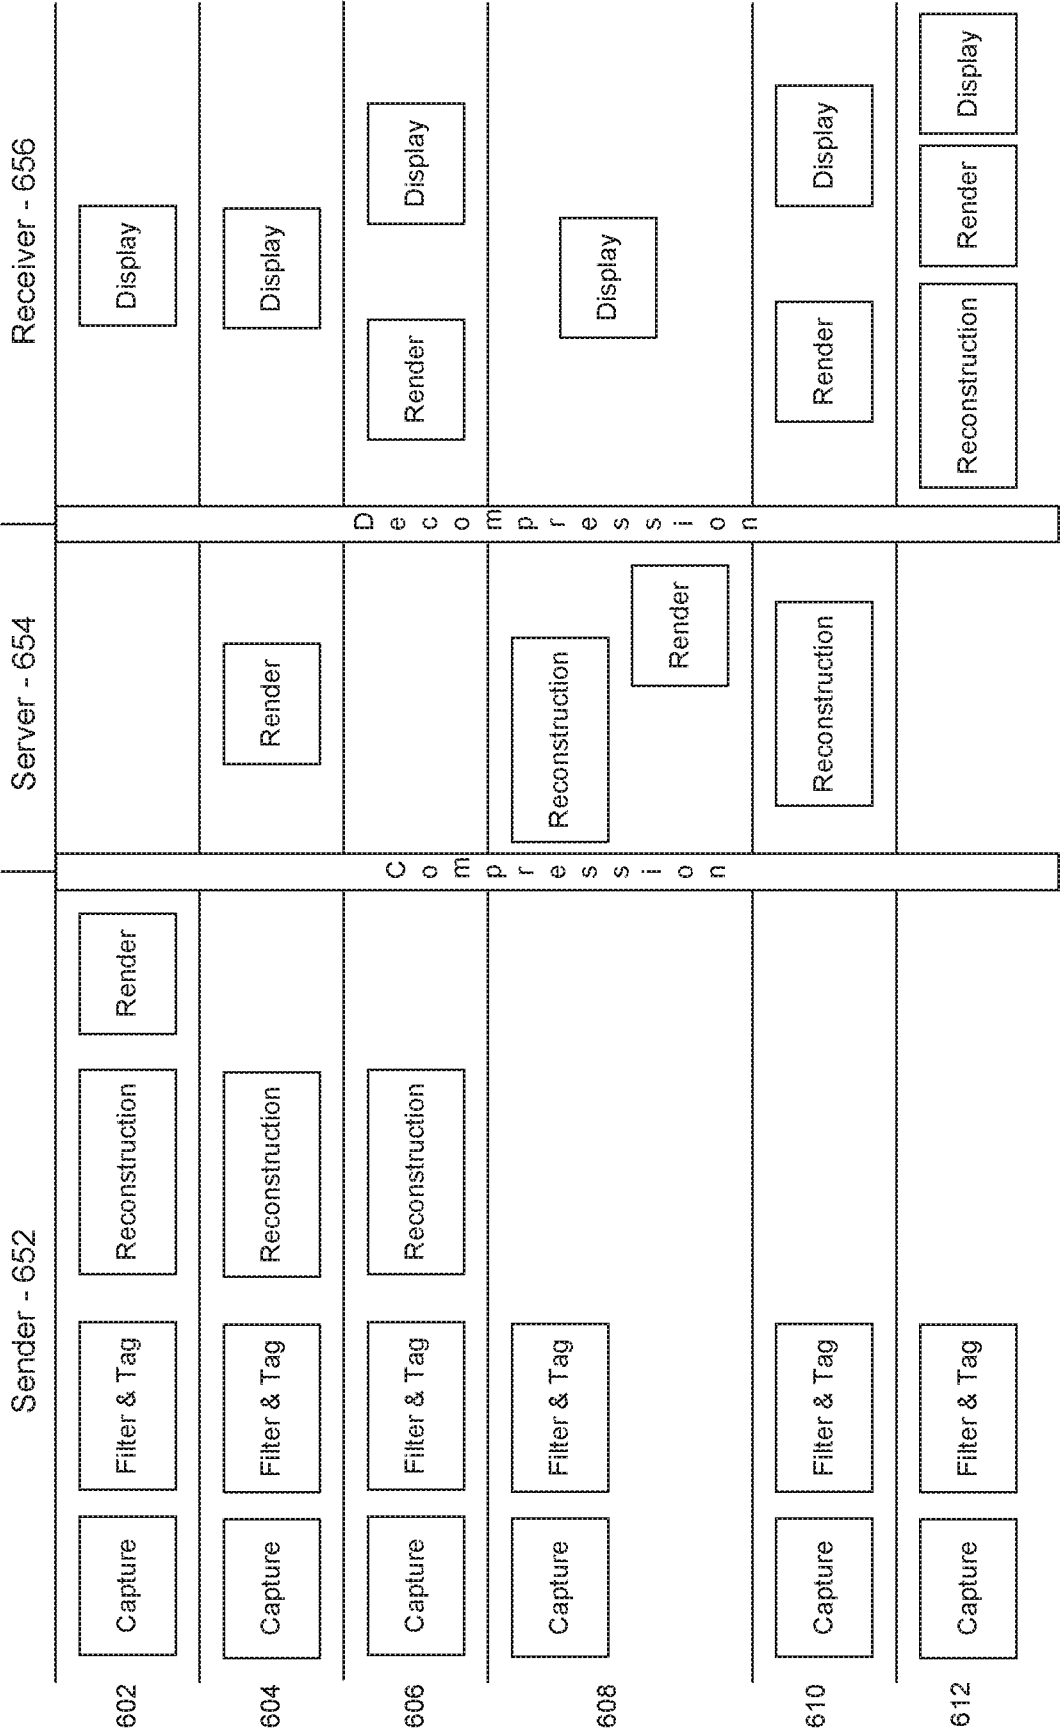 Sender - 652
Server - 654
Receiver - 656
602
Capture
Filter & Tag
Reconstruction
Render
Display
604
Capture
Filter & Tag
Reconstruction
Render
Display
606
Capture
Filter & Tag
Reconstruction
Render
Display
608
Capture
Filter & Tag
Reconstruction
Render
Display
610
Capture
Filter & Tag
Reconstruction
Render
Display
612
Capture
Filter & Tag
Reconstruction
Render
Display
Compression
Decompression